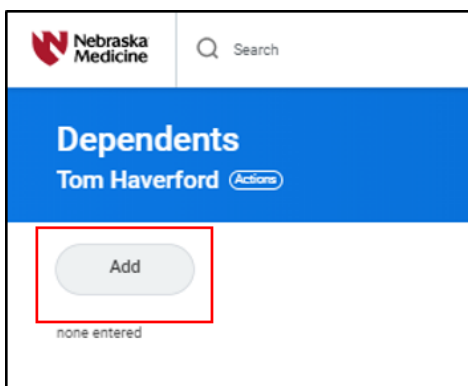 Nebraska
Medicine
Search
Dependents
Tom Haverford Actions
Add
none entered